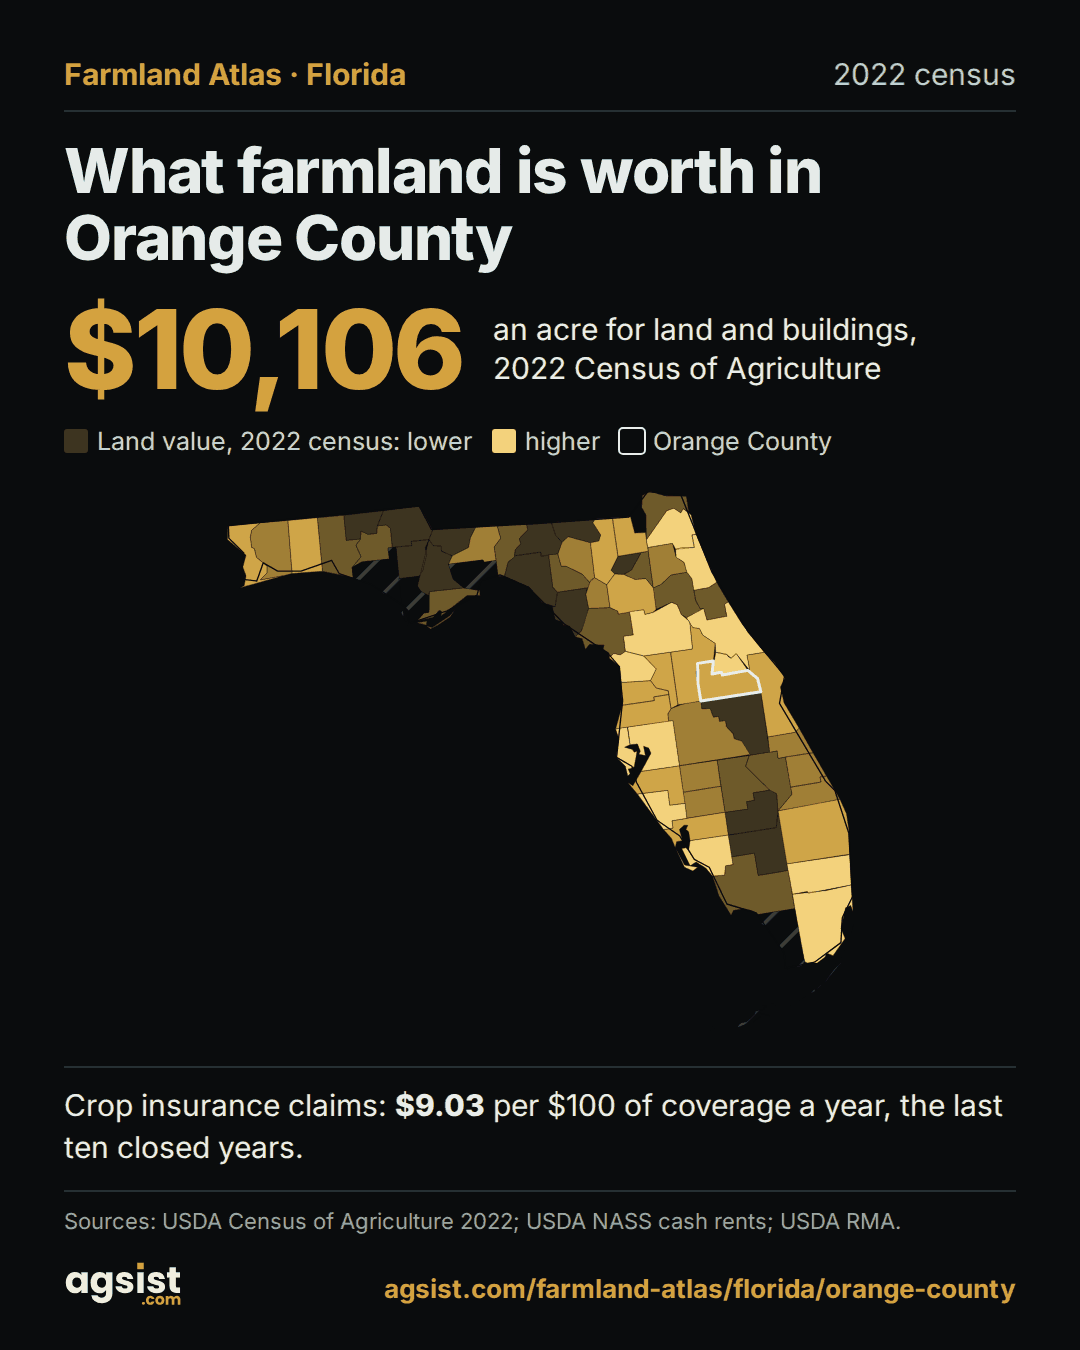 Farmland Atlas · Florida
2022 census
What farmland is worth in
Orange County
$10,106
an acre for land and buildings,
2022 Census of Agriculture
Land value, 2022 census: lower
higher
Orange County
Crop insurance claims: $9.03 per $100 of coverage a year, the last
ten closed years.
Sources: USDA Census of Agriculture 2022; USDA NASS cash rents; USDA RMA.
agsist
.com
agsist.com/farmland-atlas/florida/orange-county